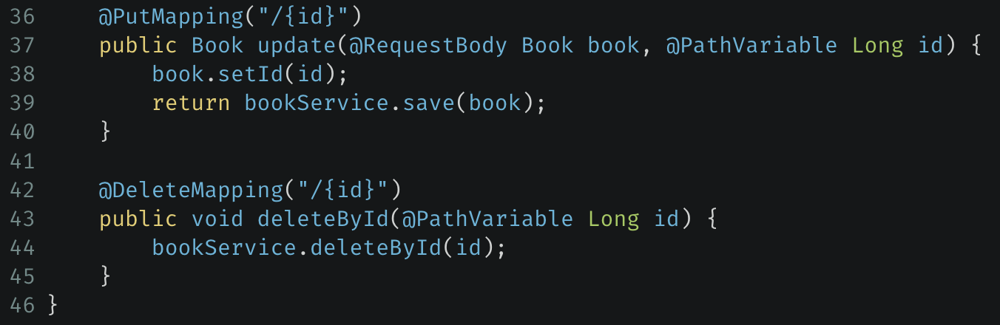 36     @PutMapping("/{id}")
37     public Book update(@RequestBody Book book, @PathVariable Long id) {
38         book.setId(id);
39         return bookService.save(book);
40     }
41
42     @DeleteMapping("/{id}")
43     public void deleteById(@PathVariable Long id) {
44         bookService.deleteById(id);
45     }
46 }